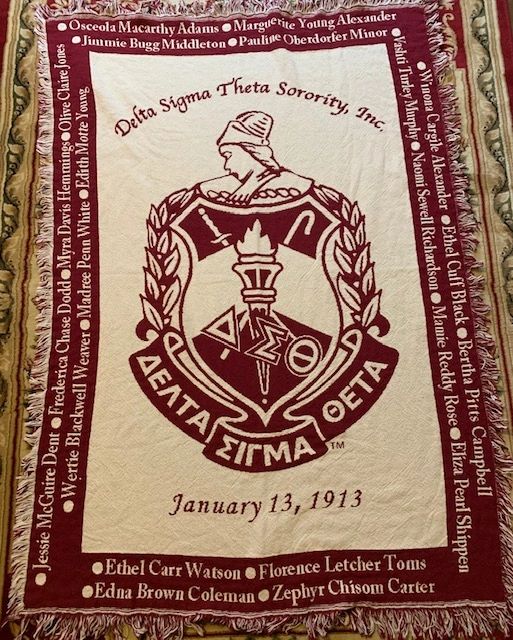 ● Osceola Macarthy Adams ● Marguerite Young Alexander
● Jimmie Bugg Middleton ● Pauline Oberdorfer Minor
● Winona Cargile Alexander ● Ethel Cuff Black ● Bertha Pitts Campbell
Vashti Turley Murphy ● Naomi Sewell Richardson ● Mamie Reddy Rose ● Eliza Pearl Shippen
Delta Sigma Theta Sorority, Inc.
ΔΣΘ
ΔΕΛΤΑ ΣΙΓΜΑ ΘΕΤΑ ™
January 13, 1913
● Jessie McGuire Dent ● Frederica Chase Dodd ● Myra Davis Hemmings ● Olive Claire Jones
● Wertie Blackwell Weaver ● Madree Penn White ● Edith Motte Young
● Ethel Carr Watson ● Florence Letcher Toms
● Edna Brown Coleman ● Zephyr Chisom Carter